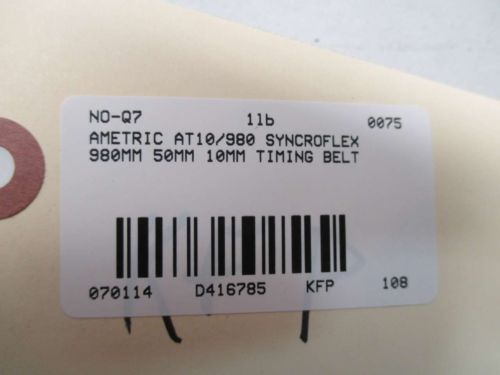 NO-Q7 1lb 0075
AMETRIC AT10/980 SYNCROFLEX
980MM 50MM 10MM TIMING BELT
070114 D416785 KFP 108